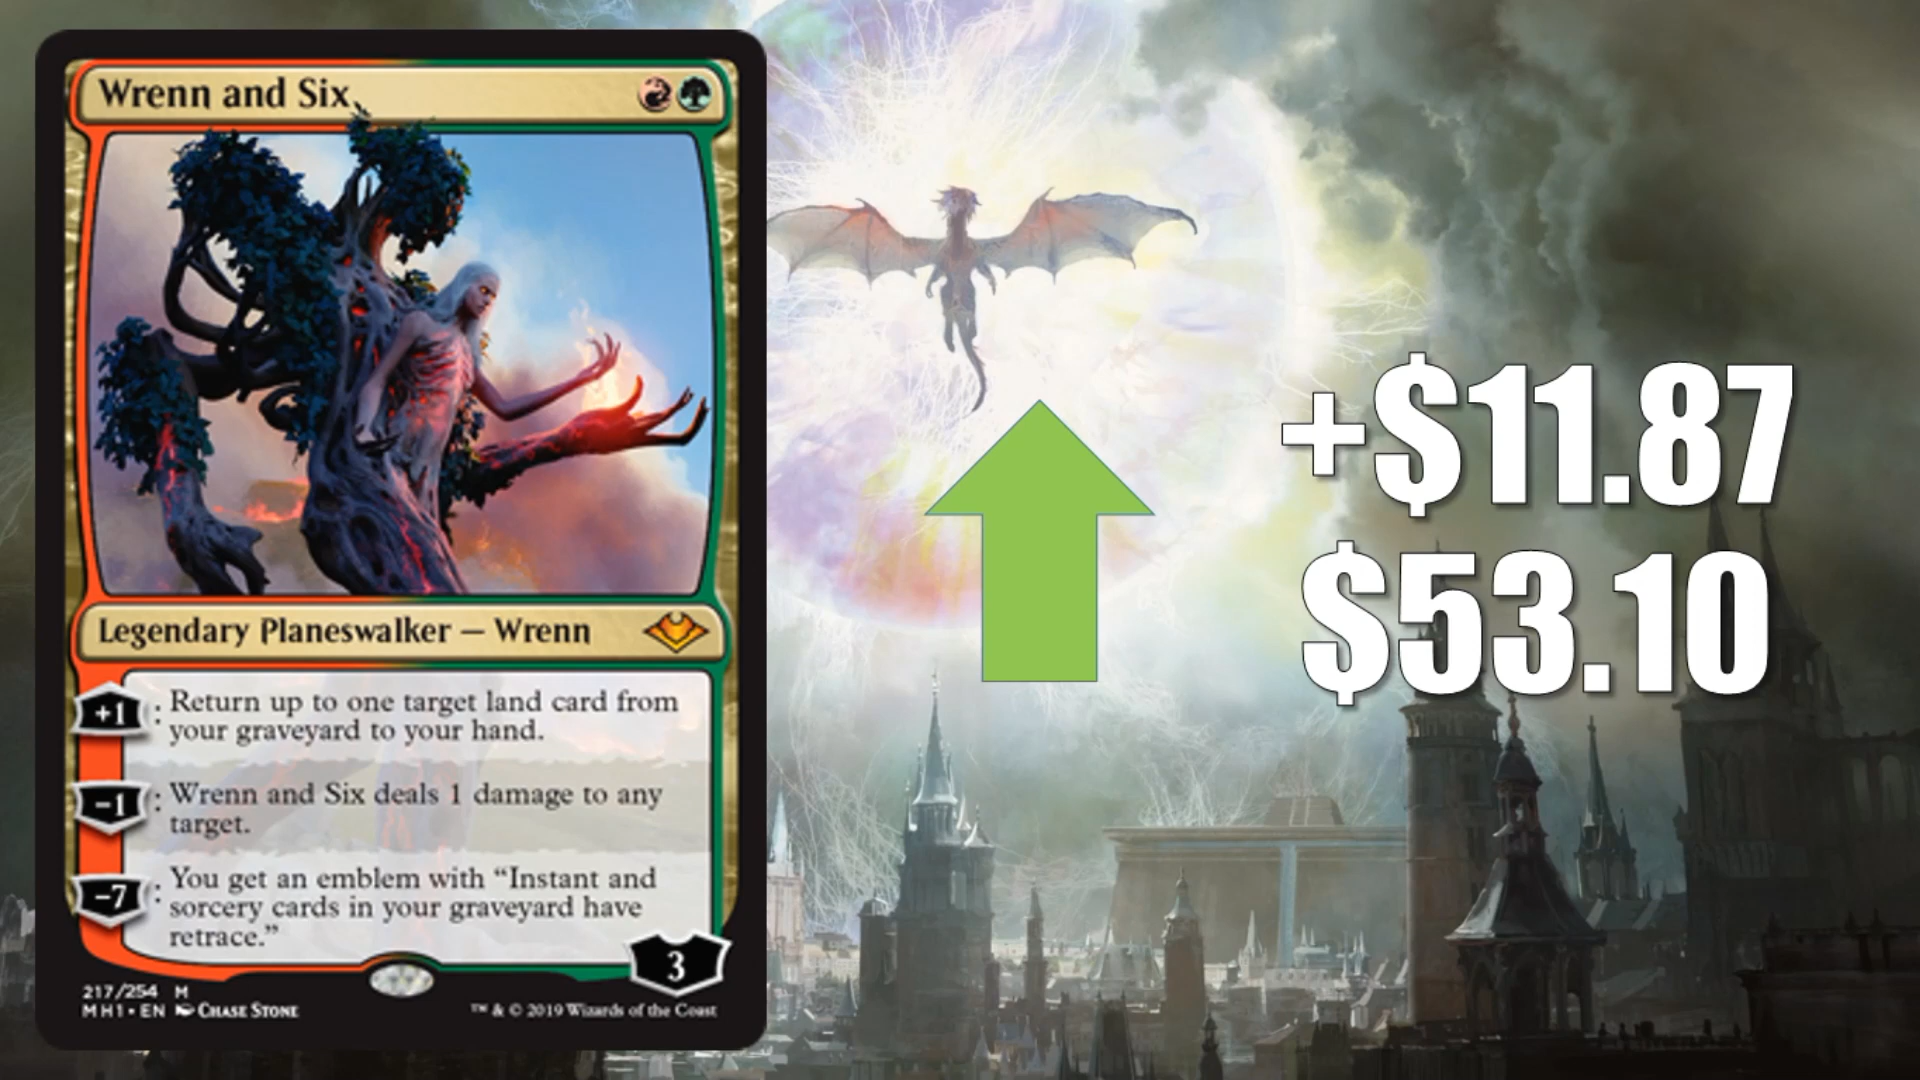 Wrenn and Six
Legendary Planeswalker — Wrenn
+1 : Return up to one target land card from
your graveyard to your hand.
−1 : Wrenn and Six deals 1 damage to any
target.
−7 : You get an emblem with “Instant and
sorcery cards in your graveyard have
retrace.”
3
217/254 M
MH1 • EN Chase Stone
™ & © 2019 Wizards of the Coast
+$11.87
$53.10